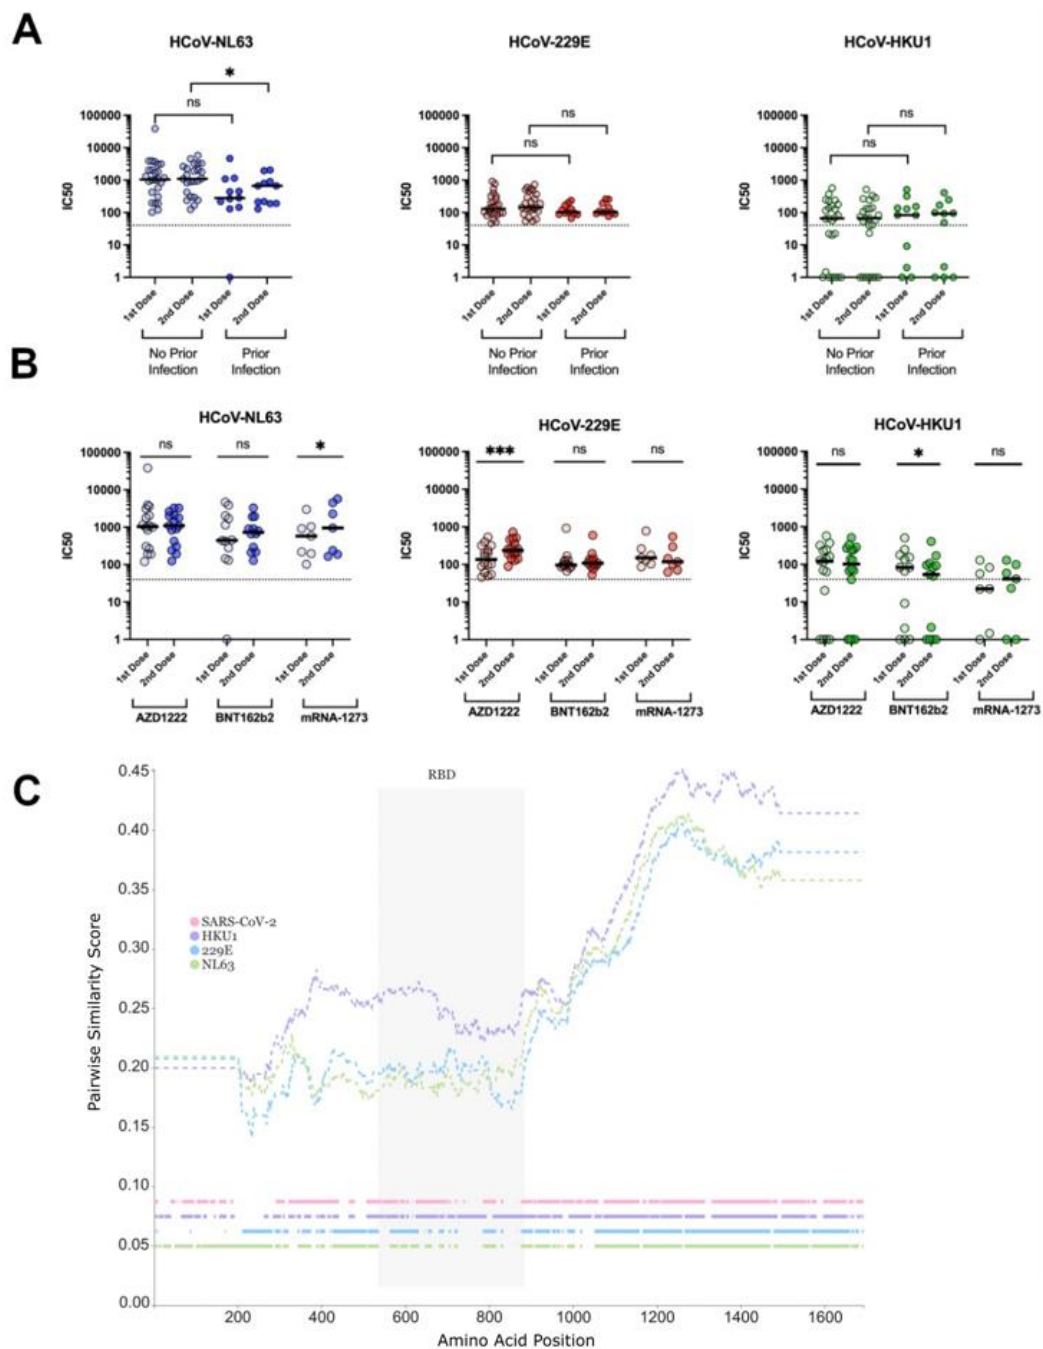 A
HCoV-NL63
HCoV-229E
HCoV-HKU1
*
ns
ns
ns
ns
ns
100000
10000
1000
100
10
1
IC50
1st Dose
2nd Dose
1st Dose
2nd Dose
No Prior
Infection
Prior
Infection
100000
10000
1000
100
10
1
IC50
1st Dose
2nd Dose
1st Dose
2nd Dose
No Prior
Infection
Prior
Infection
100000
10000
1000
100
10
1
IC50
1st Dose
2nd Dose
1st Dose
2nd Dose
No Prior
Infection
Prior
Infection
B
HCoV-NL63
ns
ns
*
100000
10000
1000
100
10
1
IC50
1st Dose
2nd Dose
1st Dose
2nd Dose
1st Dose
2nd Dose
AZD1222
BNT162b2
mRNA-1273
HCoV-229E
***
ns
ns
100000
10000
1000
100
10
1
IC50
1st Dose
2nd Dose
1st Dose
2nd Dose
1st Dose
2nd Dose
AZD1222
BNT162b2
mRNA-1273
HCoV-HKU1
ns
*
ns
100000
10000
1000
100
10
1
IC50
1st Dose
2nd Dose
1st Dose
2nd Dose
1st Dose
2nd Dose
AZD1222
BNT162b2
mRNA-1273
C
RBD
0.45
0.40
0.35
0.30
0.25
0.20
0.15
0.10
0.05
0.00
Pairwise Similarity Score
SARS-CoV-2
HKU1
229E
NL63
200
400
600
800
1000
1200
1400
1600
Amino Acid Position